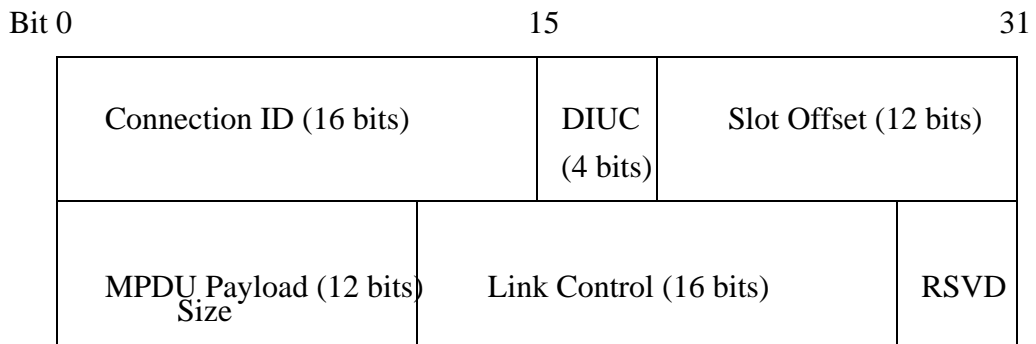 Bit 0 15 31
Connection ID (16 bits) DIUC Slot Offset (12 bits)
(4 bits)
MPDU Payload (12 bits) Link Control (16 bits) RSVD
Size